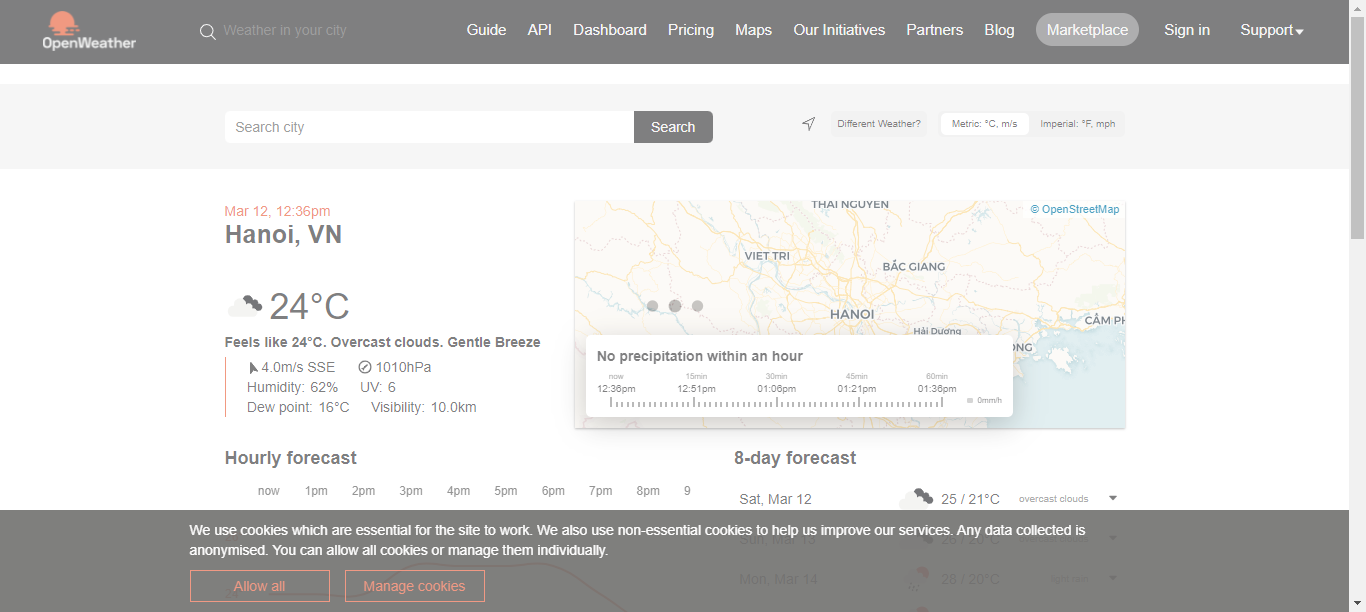 OpenWeather
Weather in your city
Guide API Dashboard Pricing Maps Our Initiatives Partners Blog Marketplace Sign in Support
Search city Search
Different Weather? Metric: °C, m/s Imperial: °F, mph
Mar 12, 12:36pm
Hanoi, VN
24°C
Feels like 24°C. Overcast clouds. Gentle Breeze
4.0m/s SSE 1010hPa
Humidity: 62% UV: 6
Dew point: 16°C Visibility: 10.0km
THAI NGUYEN
© OpenStreetMap
VIET TRI
BẮC GIANG
HANOI
CẨM PH
Hải Dương
ONG
No precipitation within an hour
now 15min 30min 45min 60min
12:36pm 12:51pm 01:06pm 01:21pm 01:36pm
0mm/h
Hourly forecast
now 1pm 2pm 3pm 4pm 5pm 6pm 7pm 8pm 9
8-day forecast
Sat, Mar 12 25 / 21°C overcast clouds
Sun, Mar 13 26 / 20°C
Mon, Mar 14 28 / 20°C light rain
We use cookies which are essential for the site to work. We also use non-essential cookies to help us improve our services. Any data collected is
anonymised. You can allow all cookies or manage them individually.
Allow all Manage cookies